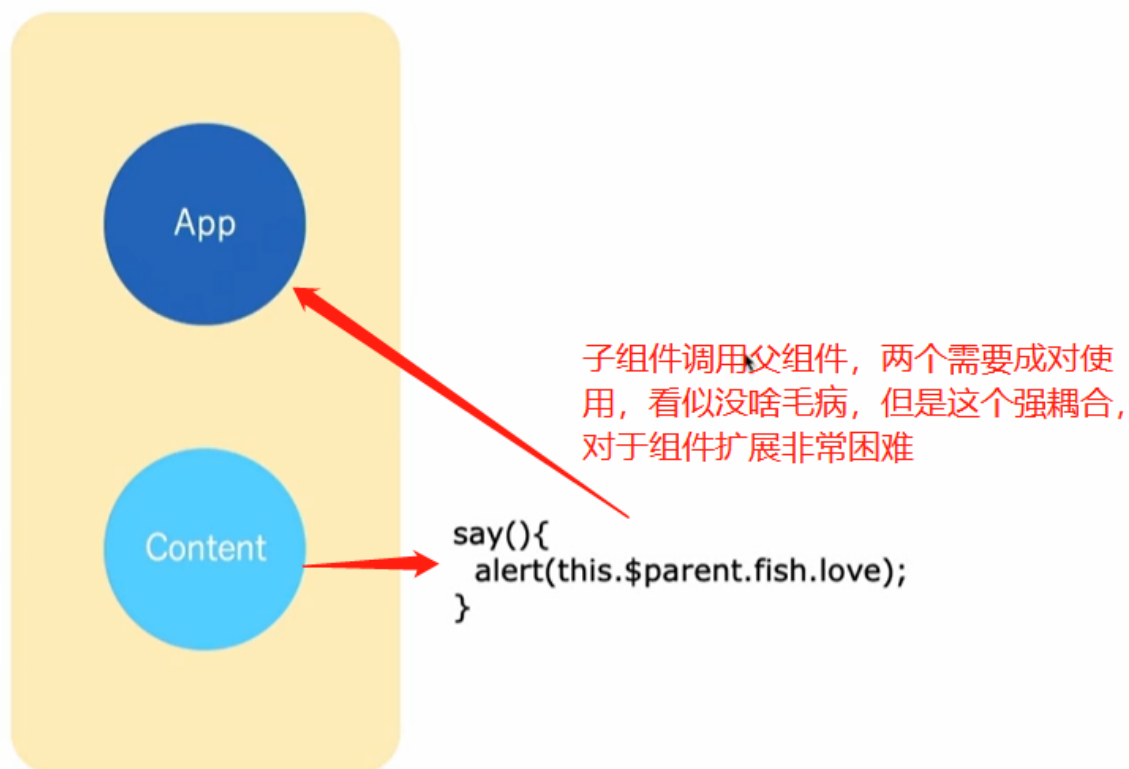 App
子组件调用父组件，两个需要成对使
用，看似没啥毛病，但是这个强耦合，
对于组件扩展非常困难
Content
say(){
alert(this.$parent.fish.love);
}